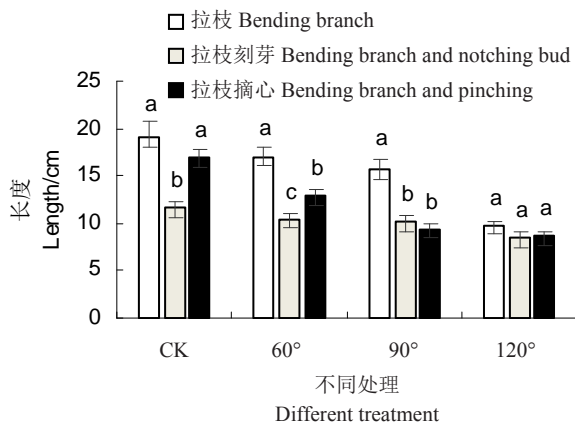 拉枝 Bending branch
拉枝刻芽 Bending branch and notching bud
拉枝摘心 Bending branch and pinching
25
20
15
10
5
0
长度
Length/cm
a
b
a
a
c
b
a
b
b
a
a
a
CK
60°
90°
120°
不同处理
Different treatment